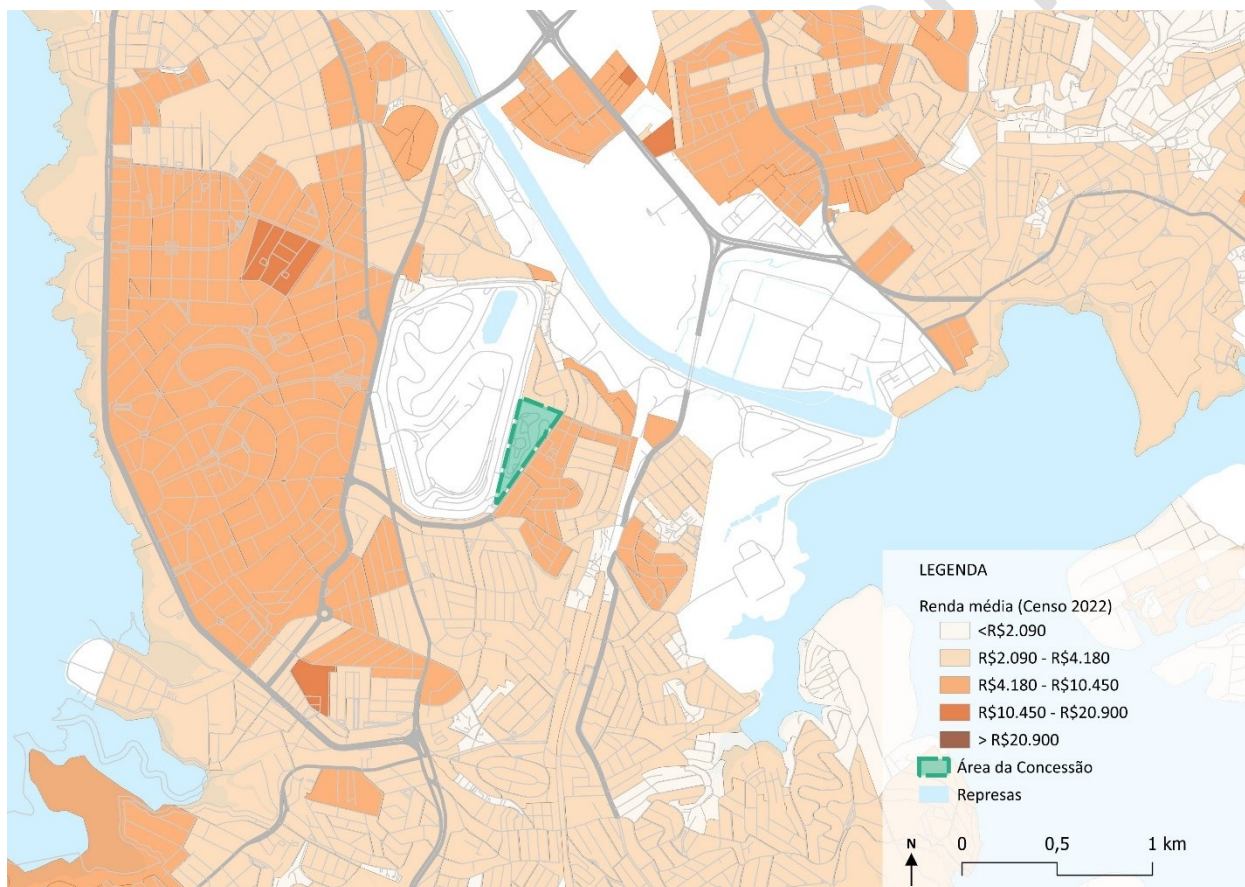 LEGENDA
Renda média (Censo 2022)
<R$2.090
R$2.090 - R$4.180
R$4.180 - R$10.450
R$10.450 - R$20.900
> R$20.900
Área da Concessão
Represas
N
0 0,5 1 km